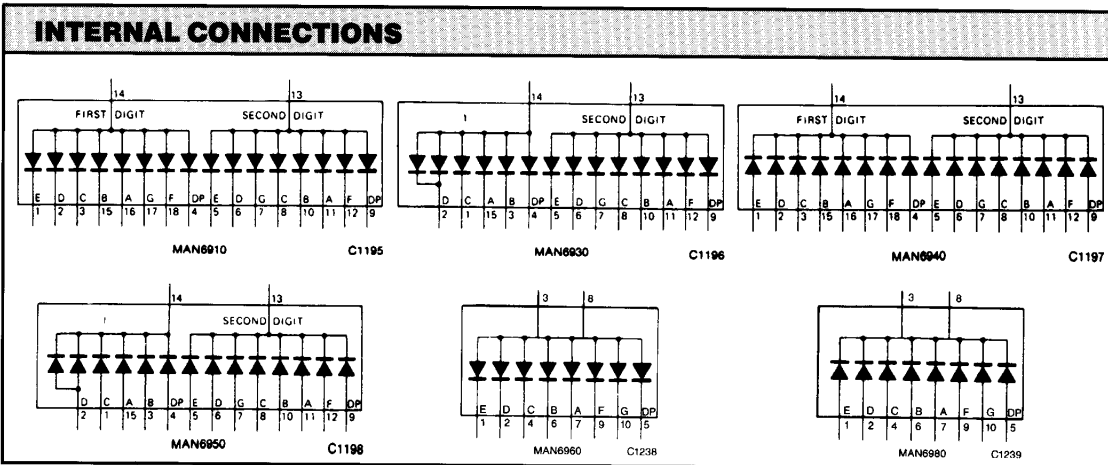 INTERNAL CONNECTIONS
14 13
FIRST DIGIT SECOND DIGIT
E D C B A G F DP E D G C B A F DP
1 2 3 15 16 17 18 4 5 6 7 8 10 11 12 9
MAN6910 C1195
14 13
1 SECOND DIGIT
D C A B DP E D G C B A F DP
2 1 15 3 4 5 6 7 8 10 11 12 9
MAN6930 C1196
14 13
FIRST DIGIT SECOND DIGIT
E D C B A G F DP E D G C B A F DP
1 2 3 15 16 17 18 4 5 6 7 8 10 11 12 9
MAN6940 C1197
14 13
1 SECOND DIGIT
D C A B DP E D G C B A F DP
2 1 15 3 4 5 6 7 8 10 11 12 9
MAN6950 C1198
3 8
E D C B A F G DP
1 2 4 6 7 9 10 5
MAN6960 C1238
3 8
E D C B A F G DP
1 2 4 6 7 9 10 5
MAN6980 C1239